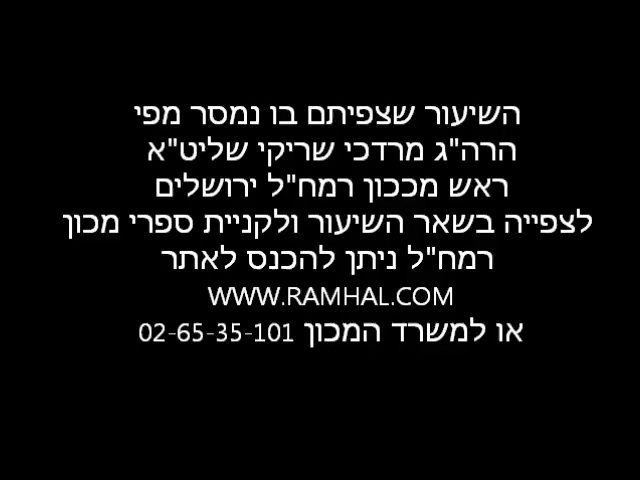 השיעור שצפיתם בו נמסר מפי
הרה"ג מרדכי שריקי שליט"א
ראש מככון רמח"ל ירושלים
לצפייה בשאר השיעור ולקניית ספרי מכון
רמח"ל ניתן להכנס לאתר
WWW.RAMHAL.COM
או למשרד המכון 02-65-35-101